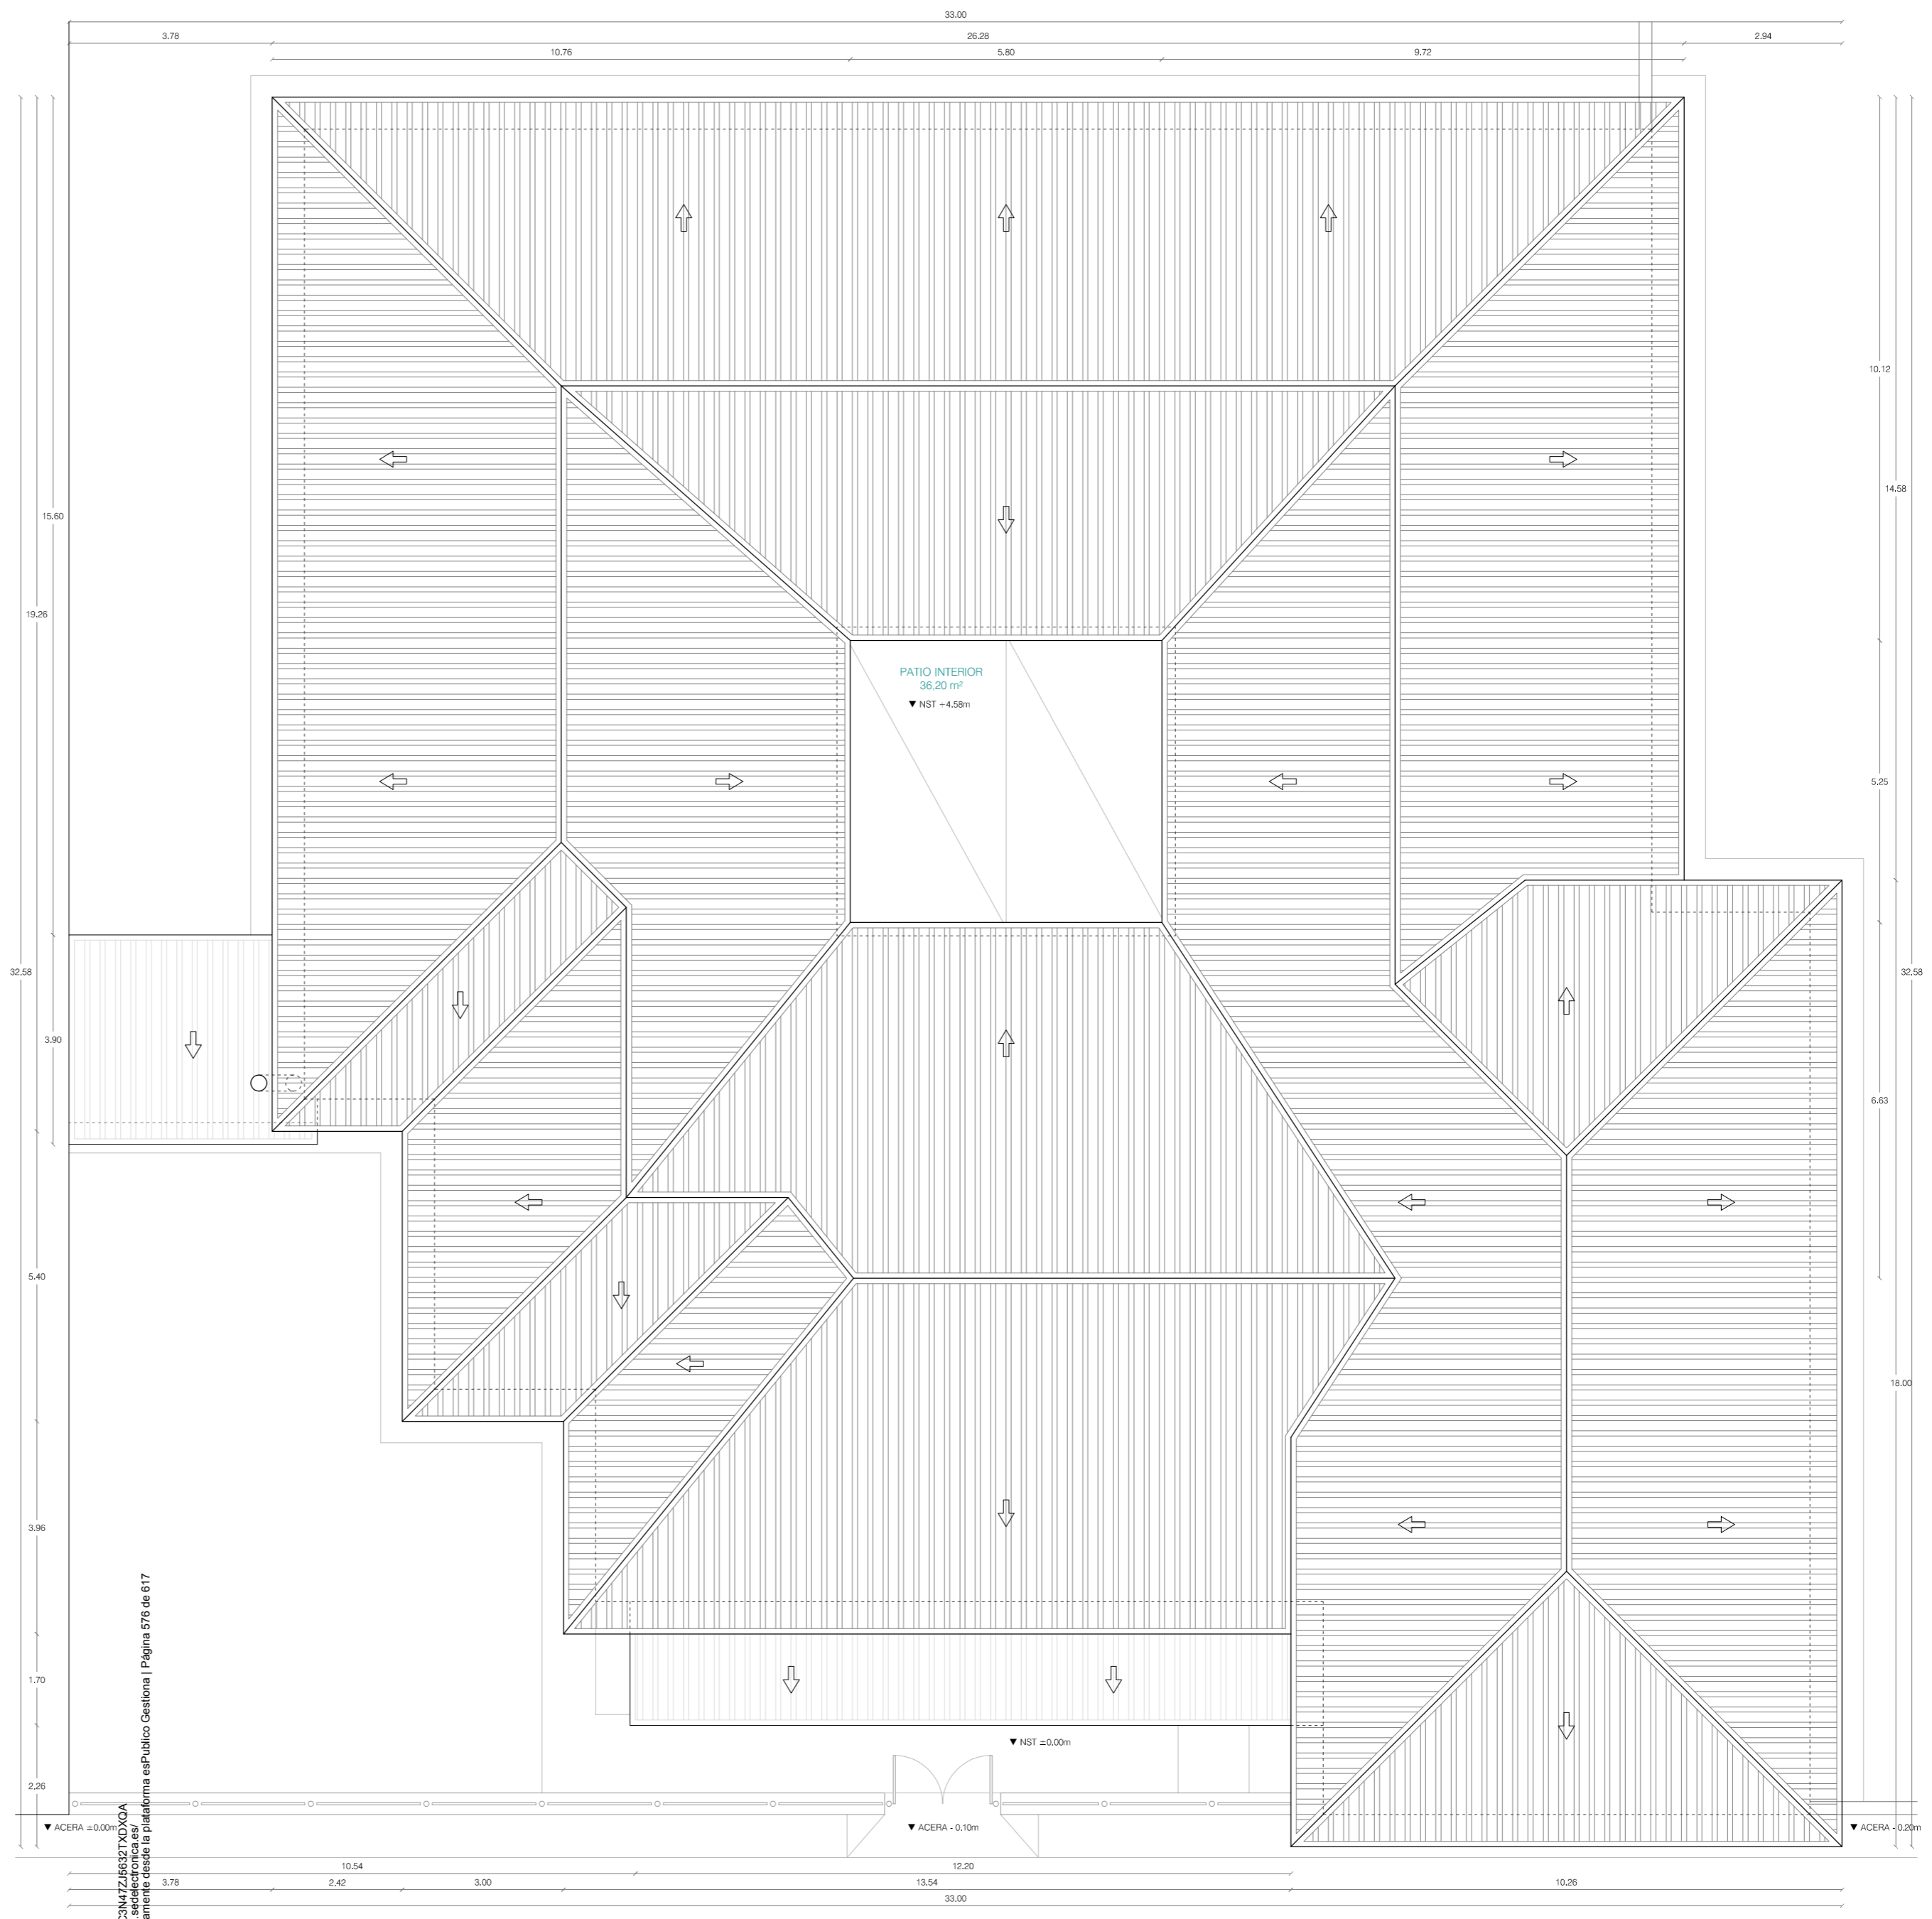 33.00
3.78
26.28
2.94
10.76
5.80
9.72
10.12
14.58
15.60
19.26
PATIO INTERIOR
36,20 m²
▼ NST +4.58m
5.25
32.58
32.58
3.90
6.63
5.40
18.00
3.96
1.70
▼ NST ±0.00m
2.26
▼ ACERA ±0.00m
▼ ACERA - 0.10m
▼ ACERA - 0.20m
10.54
12.20
3.78
2.42
3.00
13.54
10.26
33.00
C3N47ZJ5632TXDXQA
.sedelectronica.es/
amente desde la plataforma esPublico Gestiona | Página 576 de 617